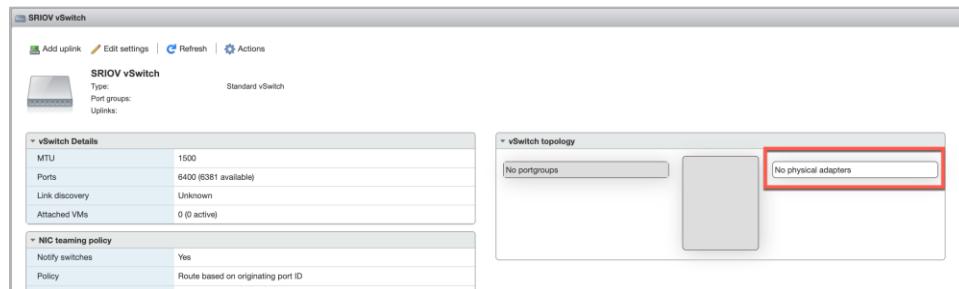 SRIOV vSwitch
Add uplink Edit settings Refresh Actions
SRIOV vSwitch
Type: Standard vSwitch
Port groups:
Uplinks:
vSwitch Details
MTU 1500
Ports 6400 (6381 available)
Link discovery Unknown
Attached VMs 0 (0 active)
NIC teaming policy
Notify switches Yes
Policy Route based on originating port ID
vSwitch topology
No portgroups No physical adapters